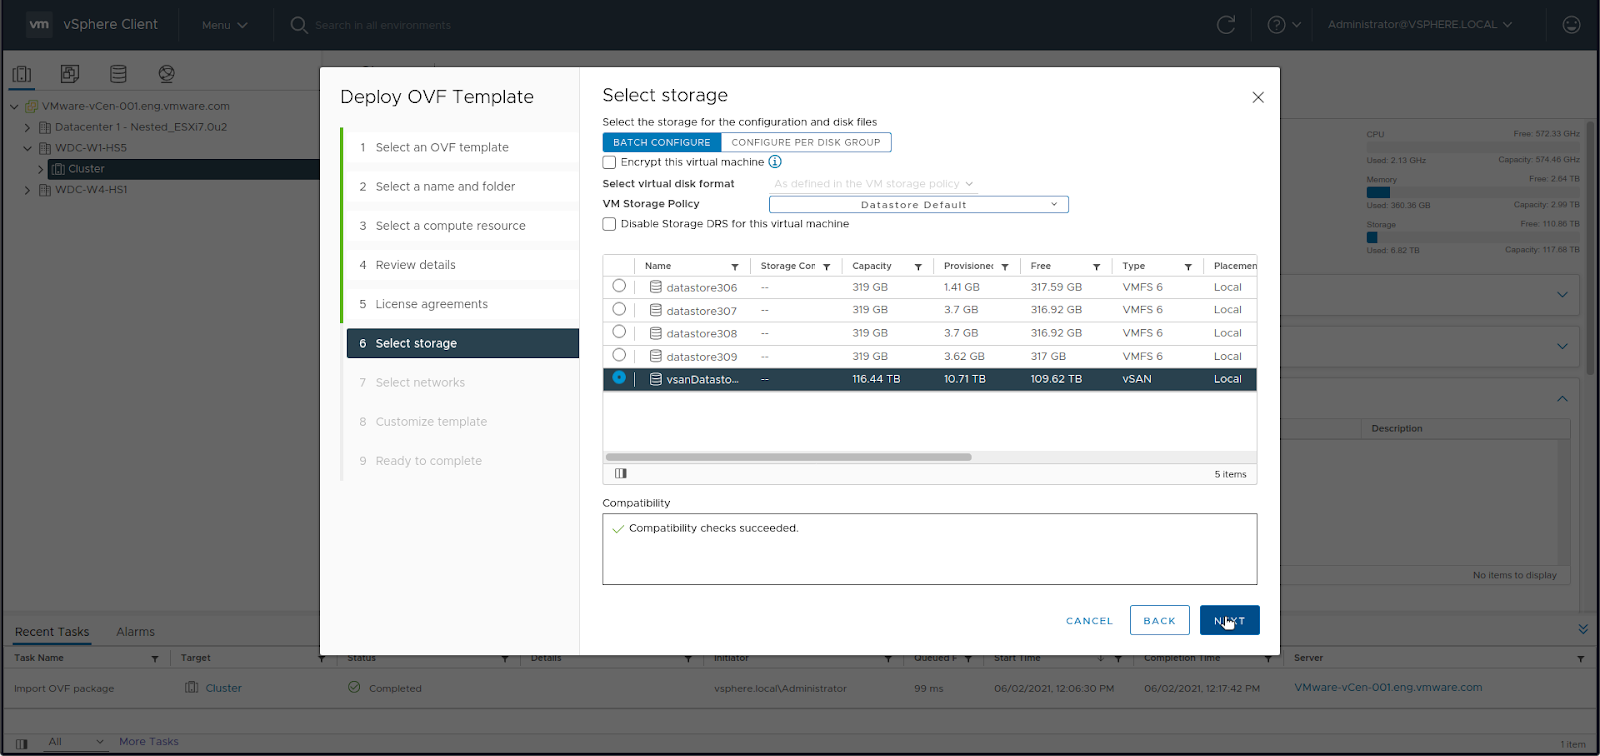 vm vSphere Client Menu Search in all environments Administrator@VSPHERE.LOCAL
VMware-vCen-001.eng.vmware.com
Datacenter 1 - Nested_ESXi7.0u2
WDC-W1-HS5
Cluster
WDC-W4-HS1
Deploy OVF Template
1 Select an OVF template
2 Select a name and folder
3 Select a compute resource
4 Review details
5 License agreements
6 Select storage
7 Select networks
8 Customize template
9 Ready to complete
Select storage
Select the storage for the configuration and disk files
BATCH CONFIGURE CONFIGURE PER DISK GROUP
Encrypt this virtual machine
Select virtual disk format As defined in the VM storage policy
VM Storage Policy Datastore Default
Disable Storage DRS for this virtual machine
Name Storage Cor Capacity Provisioned Free Type Placemen
datastore306 -- 319 GB 1.41 GB 317.59 GB VMFS 6 Local
datastore307 -- 319 GB 3.7 GB 316.92 GB VMFS 6 Local
datastore308 -- 319 GB 3.7 GB 316.92 GB VMFS 6 Local
datastore309 -- 319 GB 3.62 GB 317 GB VMFS 6 Local
vsanDatasto... -- 116.44 TB 10.71 TB 109.62 TB vSAN Local
5 items
Compatibility
Compatibility checks succeeded.
CANCEL BACK NEXT
CPU Free: 572.33 GHz
Used: 2.13 GHz Capacity: 574.46 GHz
Memory Free: 2.64 TB
Used: 360.36 GB Capacity: 2.99 TB
Storage Free: 110.86 TB
Used: 6.82 TB Capacity: 117.68 TB
Description
No items to display
Recent Tasks Alarms
Task Name Target Status Details Initiator Queued F Start Time Completion Time Server
Import OVF package Cluster Completed vsphere.local\Administrator 99 ms 06/02/2021, 12:06:30 PM 06/02/2021, 12:17:42 PM VMware-vCen-001.eng.vmware.com
All More Tasks 1 item